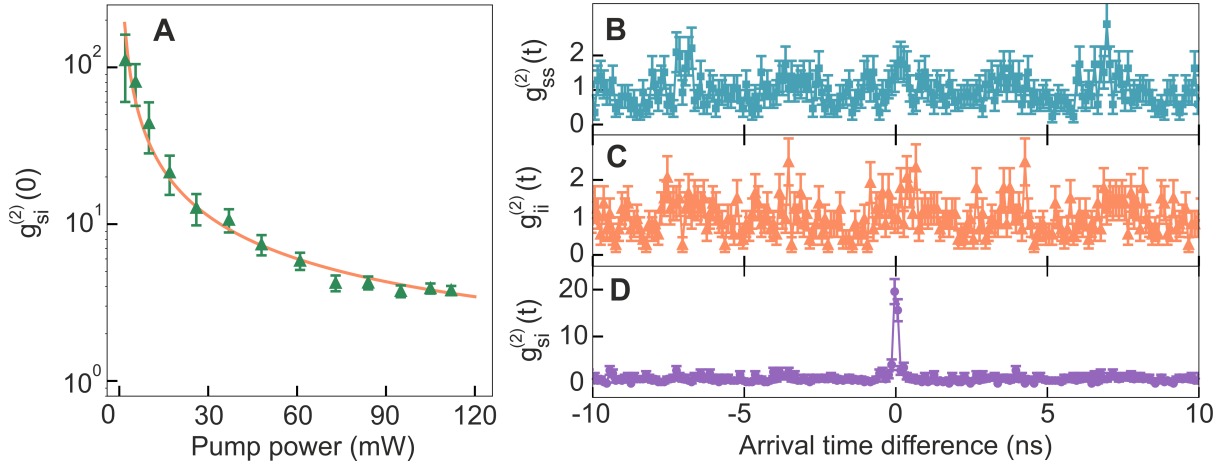 A
g_si^(2) (0)
10^2
10^1
10^0
0 30 60 90 120
Pump power (mW)
B
g_ss^(2) (t)
2
1
0
C
g_ii^(2) (t)
2
1
0
D
g_si^(2) (t)
20
10
0
-10 -5 0 5 10
Arrival time difference (ns)